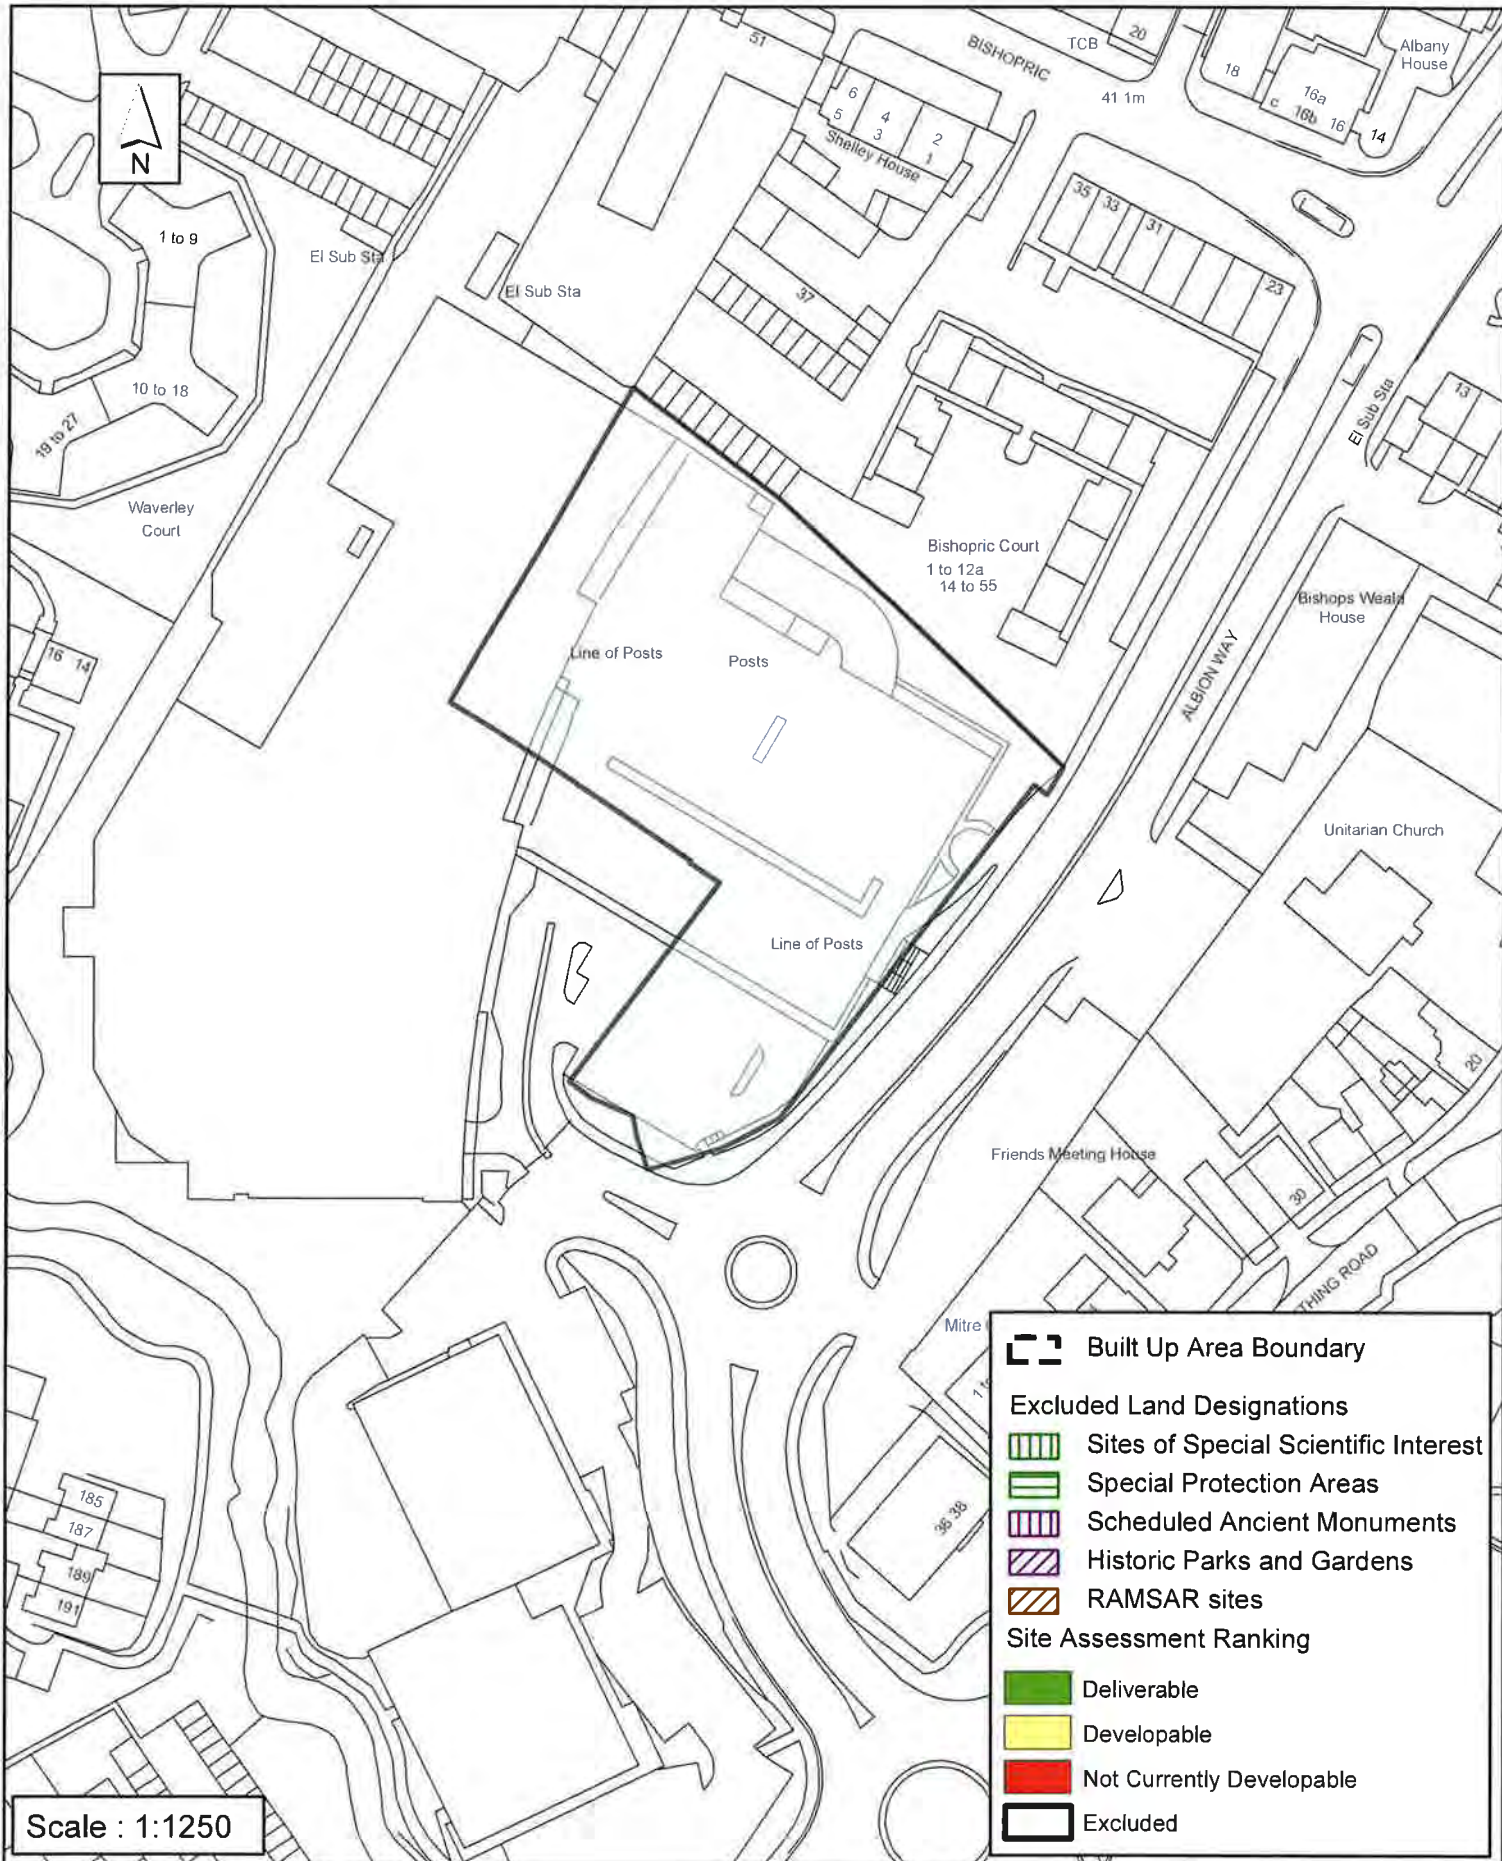 51
BISHOPRIC
TCB
20
Albany
House
18
16a
c 16b 16
14
41 1m
6
5
4
3
2
1
Shelley House
N
35
33
31
23
1 to 9
El Sub Sta
El Sub Sta
37
10 to 18
19 to 27
El Sub Sta
13
Waverley
Court
Bishopric Court
1 to 12a
14 to 55
Bishops Weald
House
16 14
Line of Posts
Posts
ALBION WAY
Unitarian Church
Line of Posts
20
Friends Meeting House
30
THING ROAD
Mitre
36 38
185
187
189
191
Built Up Area Boundary
Excluded Land Designations
Sites of Special Scientific Interest
Special Protection Areas
Scheduled Ancient Monuments
Historic Parks and Gardens
RAMSAR sites
Site Assessment Ranking
Deliverable
Developable
Not Currently Developable
Excluded
Scale : 1:1250